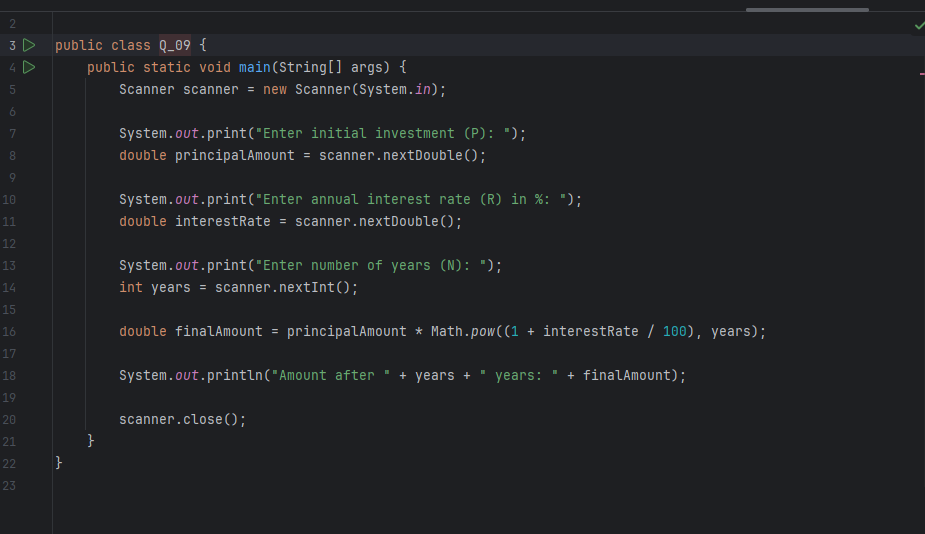 2
3 public class Q_09 {
4     public static void main(String[] args) {
5         Scanner scanner = new Scanner(System.in);
6
7         System.out.print("Enter initial investment (P): ");
8         double principalAmount = scanner.nextDouble();
9
10         System.out.print("Enter annual interest rate (R) in %: ");
11         double interestRate = scanner.nextDouble();
12
13         System.out.print("Enter number of years (N): ");
14         int years = scanner.nextInt();
15
16         double finalAmount = principalAmount * Math.pow((1 + interestRate / 100), years);
17
18         System.out.println("Amount after " + years + " years: " + finalAmount);
19
20         scanner.close();
21     }
22 }
23